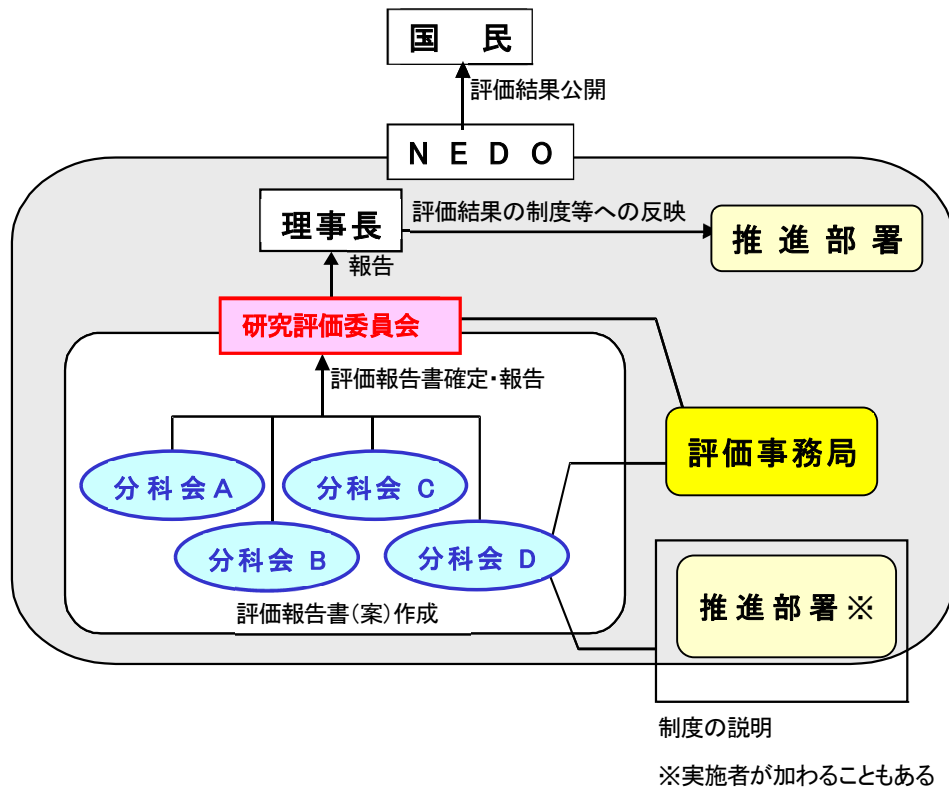 国 民
評価結果公開
N E D O
理事長
評価結果の制度等への反映
推進部署
報告
研究評価委員会
評価報告書確定・報告
評価事務局
分科会A
分科会 C
分科会 B
分科会 D
推進部署※
評価報告書(案)作成
制度の説明
※実施者が加わることもある